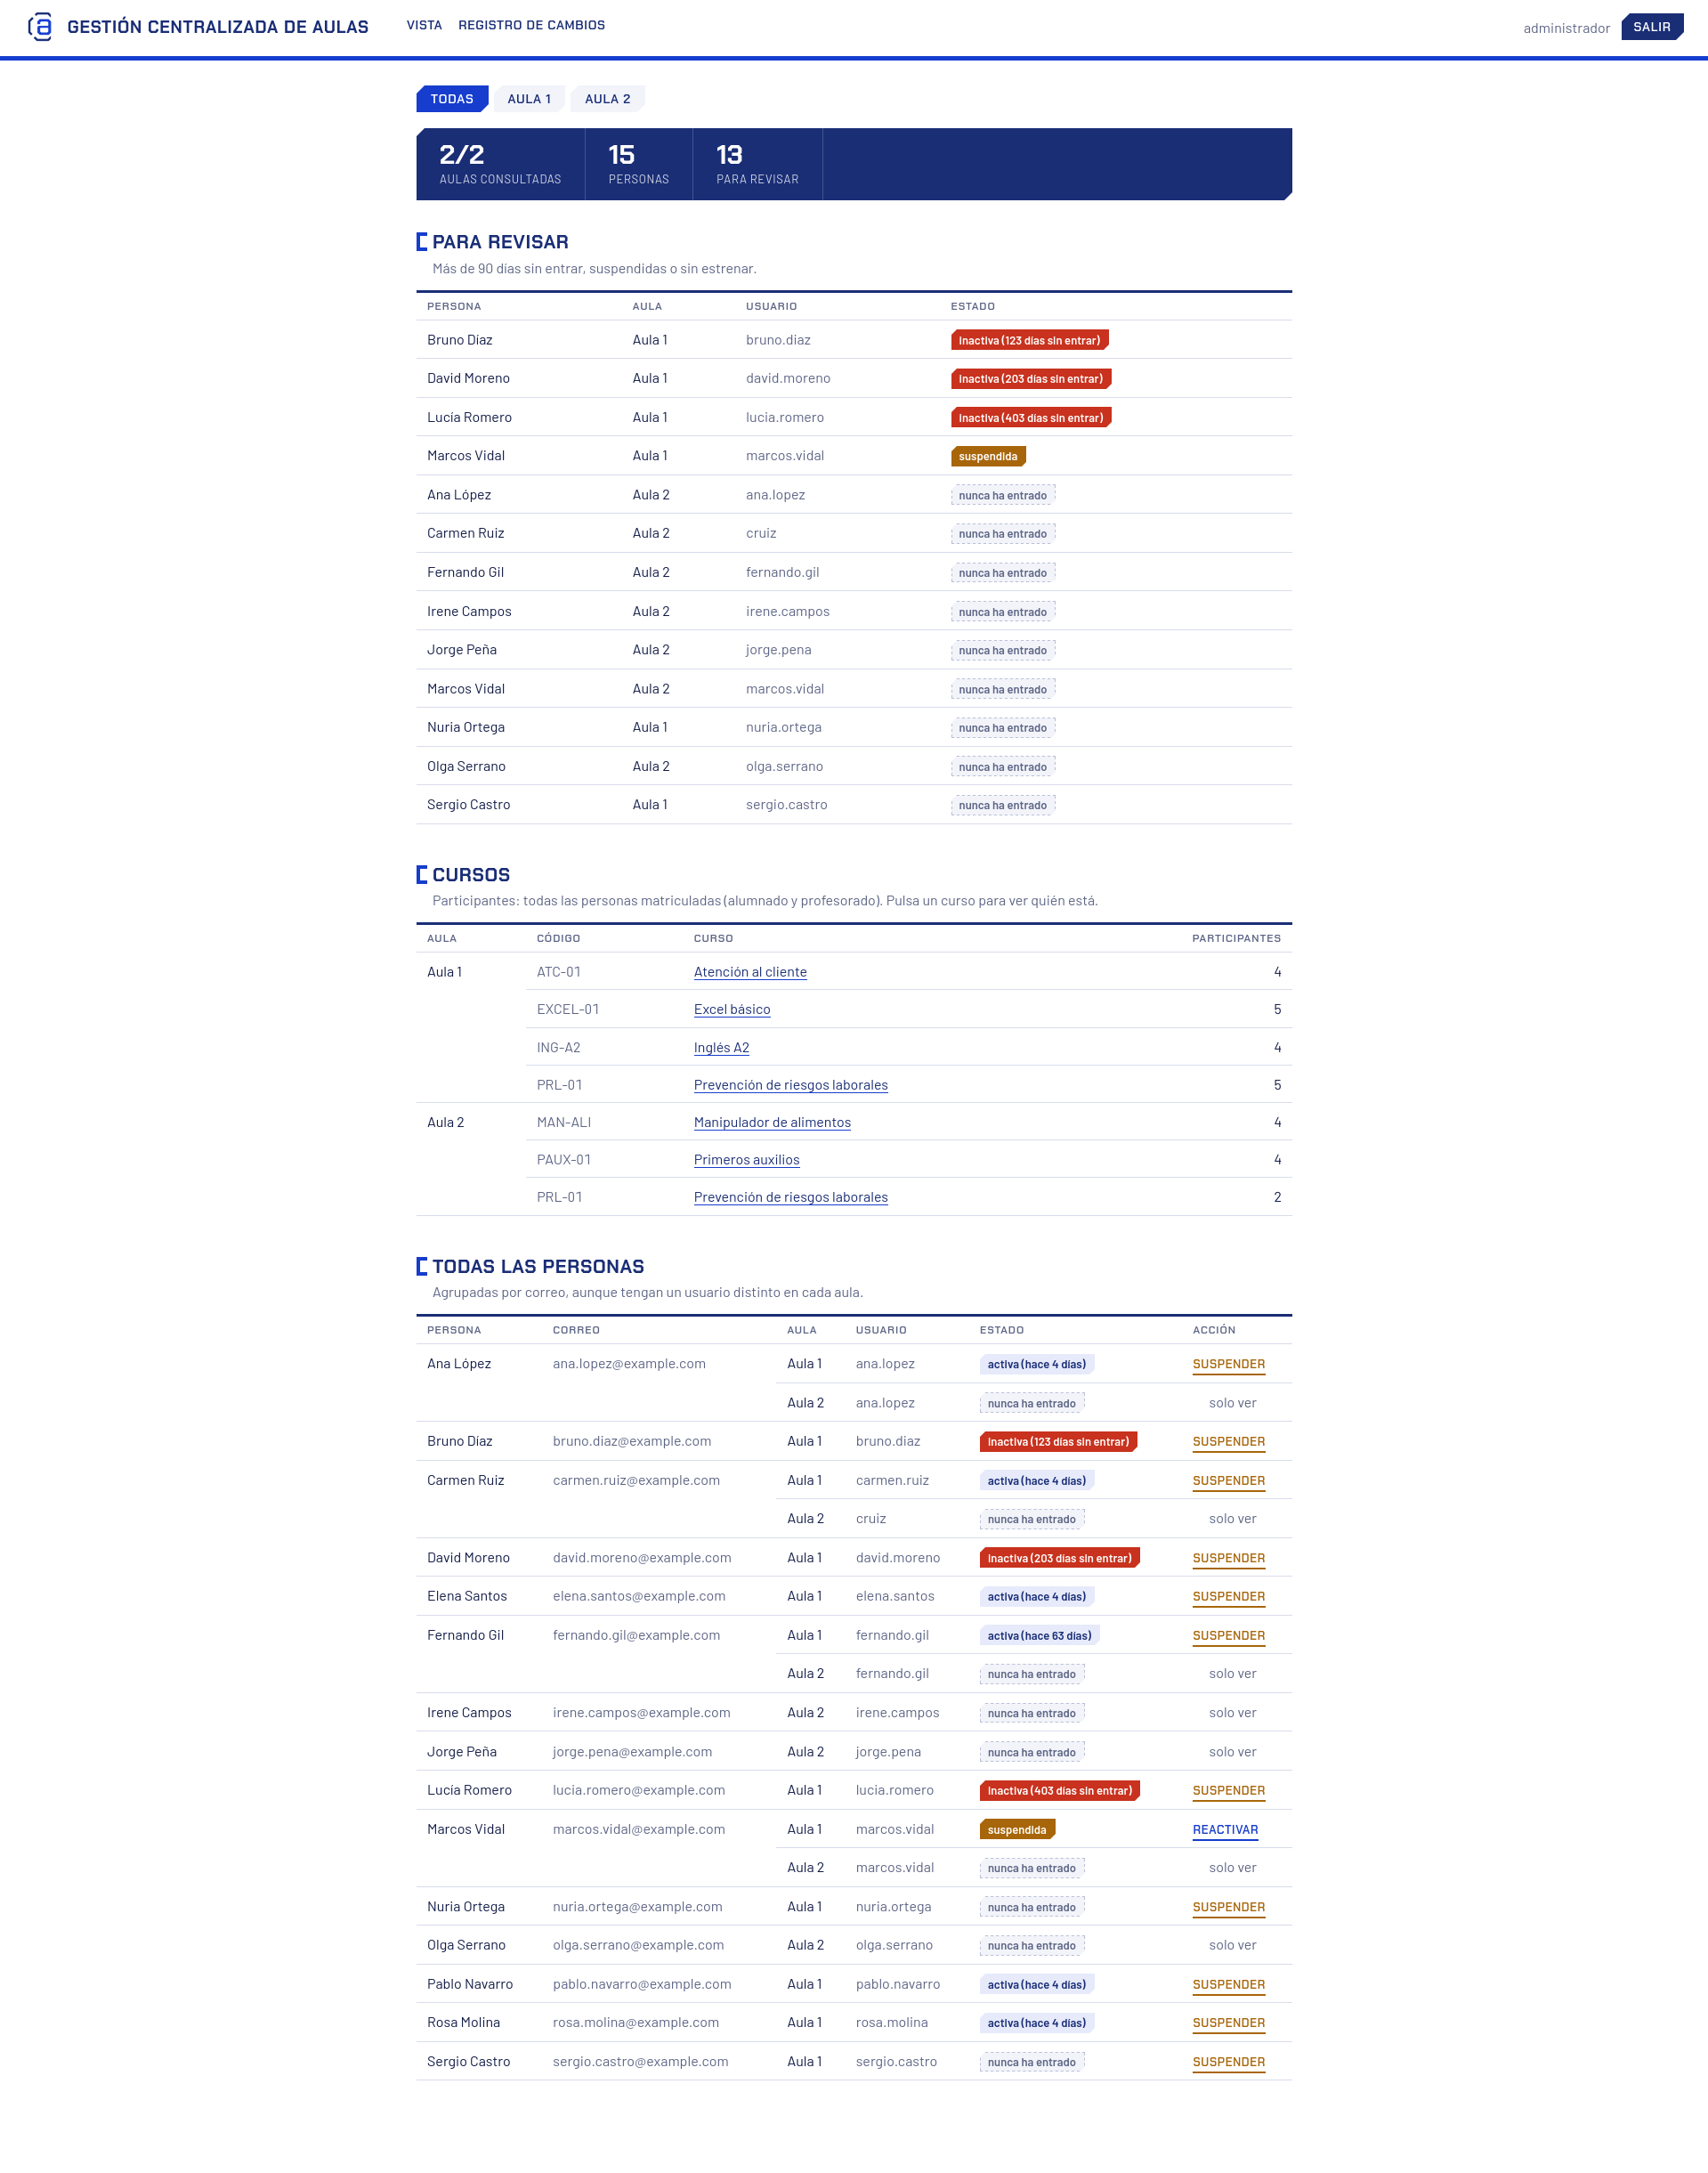 GESTIÓN CENTRALIZADA DE AULAS VISTA REGISTRO DE CAMBIOS administrador SALIR
TODAS AULA 1 AULA 2
2/2 15 13
AULAS CONSULTADAS PERSONAS PARA REVISAR
PARA REVISAR
Más de 90 días sin entrar, suspendidas o sin estrenar.
PERSONA AULA USUARIO ESTADO
Bruno Díaz Aula 1 bruno.diaz inactiva (123 días sin entrar)
David Moreno Aula 1 david.moreno inactiva (203 días sin entrar)
Lucía Romero Aula 1 lucia.romero inactiva (403 días sin entrar)
Marcos Vidal Aula 1 marcos.vidal suspendida
Ana López Aula 2 ana.lopez nunca ha entrado
Carmen Ruiz Aula 2 cruiz nunca ha entrado
Fernando Gil Aula 2 fernando.gil nunca ha entrado
Irene Campos Aula 2 irene.campos nunca ha entrado
Jorge Peña Aula 2 jorge.pena nunca ha entrado
Marcos Vidal Aula 2 marcos.vidal nunca ha entrado
Nuria Ortega Aula 1 nuria.ortega nunca ha entrado
Olga Serrano Aula 2 olga.serrano nunca ha entrado
Sergio Castro Aula 1 sergio.castro nunca ha entrado
CURSOS
Participantes: todas las personas matriculadas (alumnado y profesorado). Pulsa un curso para ver quién está.
AULA CÓDIGO CURSO PARTICIPANTES
Aula 1 ATC-01 Atención al cliente 4
EXCEL-01 Excel básico 5
ING-A2 Inglés A2 4
PRL-01 Prevención de riesgos laborales 5
Aula 2 MAN-ALI Manipulador de alimentos 4
PAUX-01 Primeros auxilios 4
PRL-01 Prevención de riesgos laborales 2
TODAS LAS PERSONAS
Agrupadas por correo, aunque tengan un usuario distinto en cada aula.
PERSONA CORREO AULA USUARIO ESTADO ACCIÓN
Ana López ana.lopez@example.com Aula 1 ana.lopez activa (hace 4 días) SUSPENDER
Aula 2 ana.lopez nunca ha entrado solo ver
Bruno Díaz bruno.diaz@example.com Aula 1 bruno.diaz inactiva (123 días sin entrar) SUSPENDER
Carmen Ruiz carmen.ruiz@example.com Aula 1 carmen.ruiz activa (hace 4 días) SUSPENDER
Aula 2 cruiz nunca ha entrado solo ver
David Moreno david.moreno@example.com Aula 1 david.moreno inactiva (203 días sin entrar) SUSPENDER
Elena Santos elena.santos@example.com Aula 1 elena.santos activa (hace 4 días) SUSPENDER
Fernando Gil fernando.gil@example.com Aula 1 fernando.gil activa (hace 63 días) SUSPENDER
Aula 2 fernando.gil nunca ha entrado solo ver
Irene Campos irene.campos@example.com Aula 2 irene.campos nunca ha entrado solo ver
Jorge Peña jorge.pena@example.com Aula 2 jorge.pena nunca ha entrado solo ver
Lucía Romero lucia.romero@example.com Aula 1 lucia.romero inactiva (403 días sin entrar) SUSPENDER
Marcos Vidal marcos.vidal@example.com Aula 1 marcos.vidal suspendida REACTIVAR
Aula 2 marcos.vidal nunca ha entrado solo ver
Nuria Ortega nuria.ortega@example.com Aula 1 nuria.ortega nunca ha entrado SUSPENDER
Olga Serrano olga.serrano@example.com Aula 2 olga.serrano nunca ha entrado solo ver
Pablo Navarro pablo.navarro@example.com Aula 1 pablo.navarro activa (hace 4 días) SUSPENDER
Rosa Molina rosa.molina@example.com Aula 1 rosa.molina activa (hace 4 días) SUSPENDER
Sergio Castro sergio.castro@example.com Aula 1 sergio.castro nunca ha entrado SUSPENDER